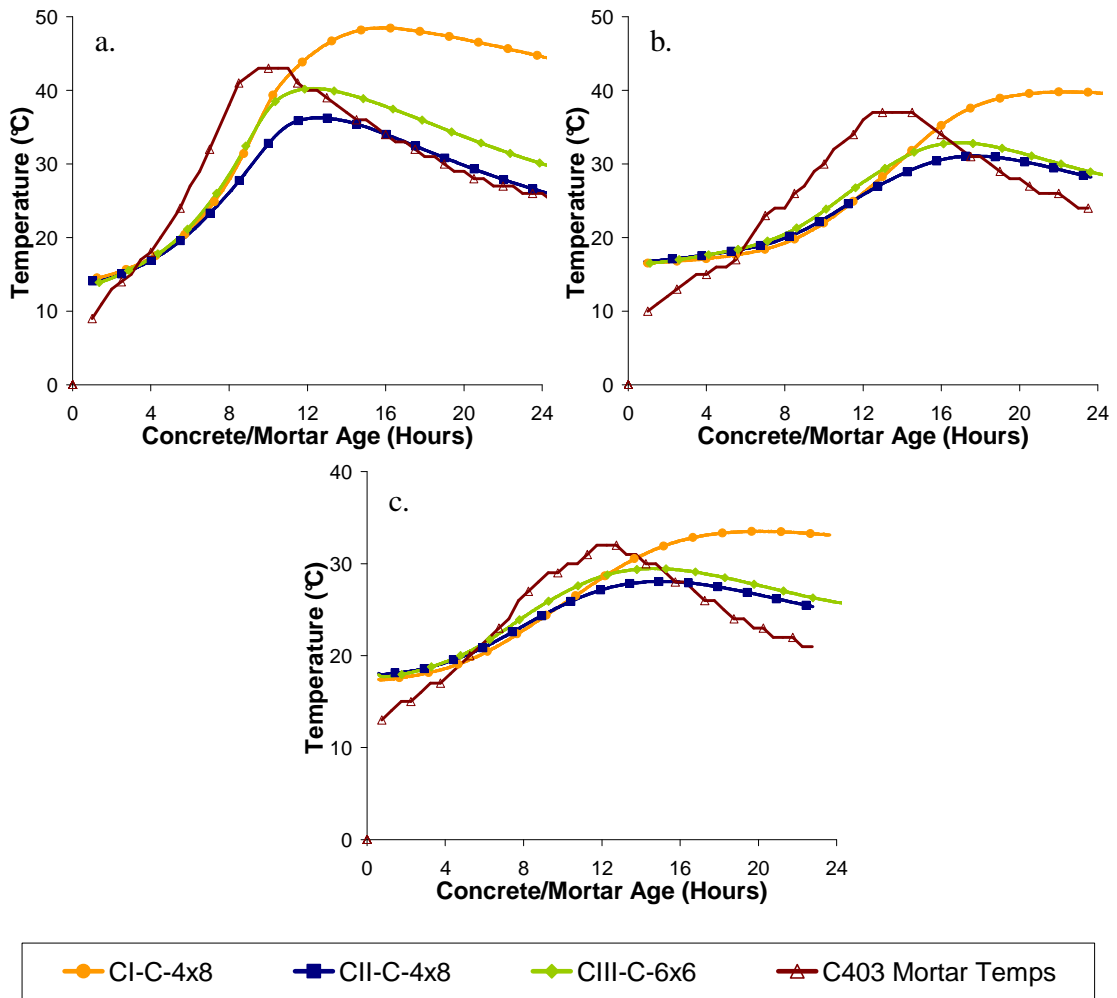 a.
50
40
30
20
10
0
Temperature (°C)
0 4 8 12 16 20 24
Concrete/Mortar Age (Hours)
b.
50
40
30
20
10
0
Temperature (°C)
0 4 8 12 16 20 24
Concrete/Mortar Age (Hours)
c.
40
30
20
10
0
Temperature (°C)
0 4 8 12 16 20 24
Concrete/Mortar Age (Hours)
CI-C-4x8 CII-C-4x8 CIII-C-6x6 C403 Mortar Temps